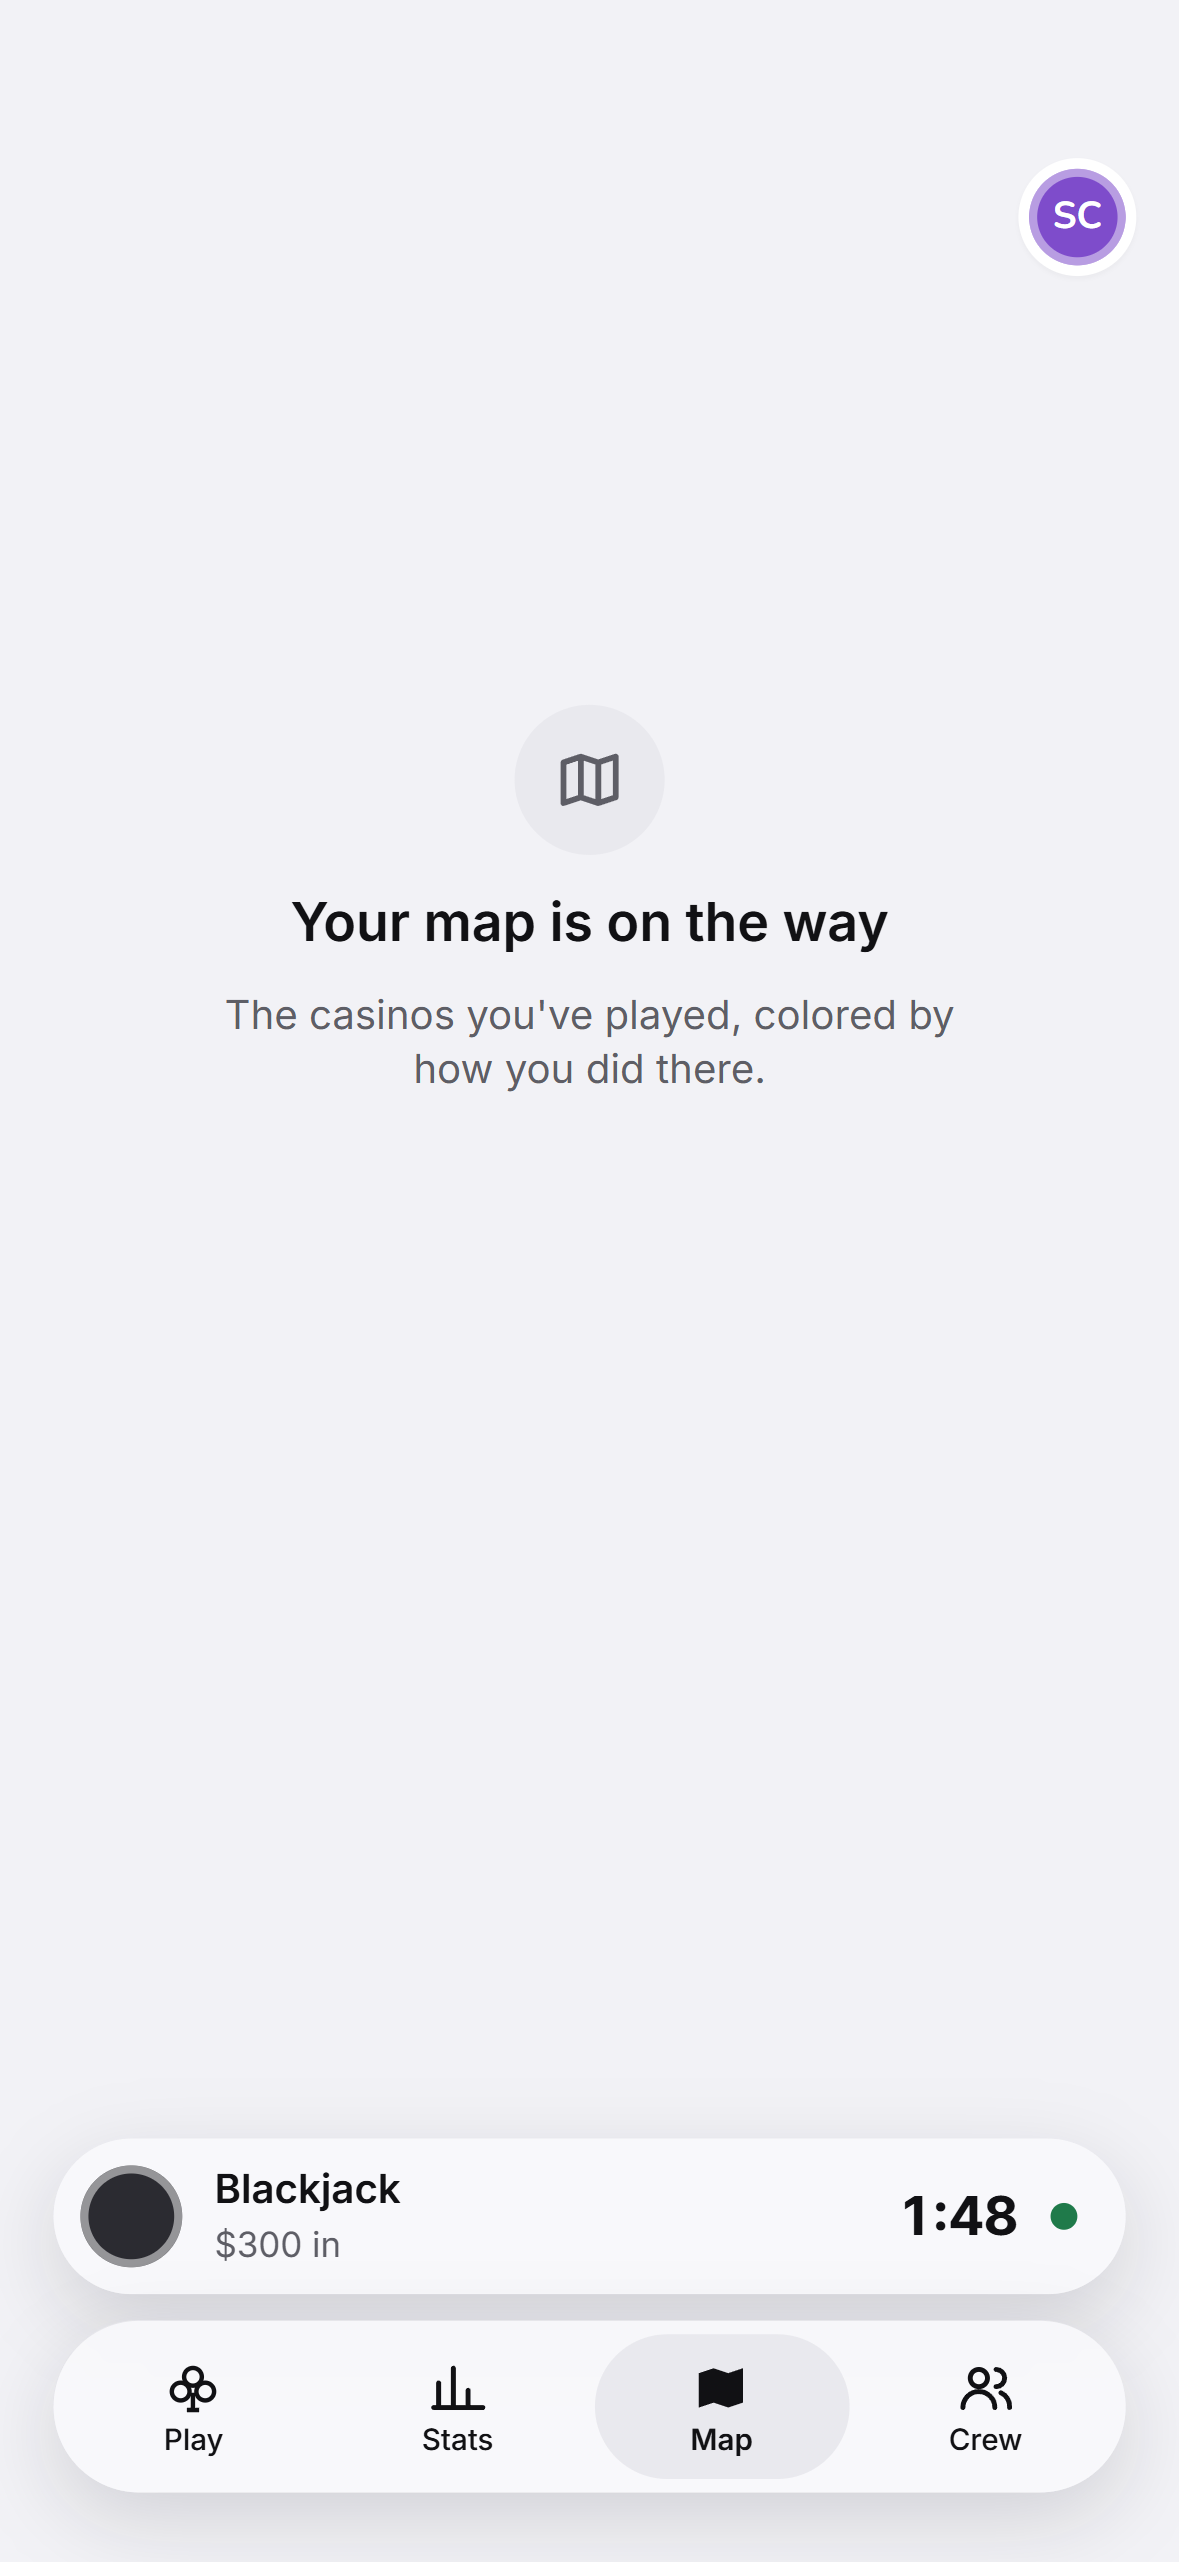 SC
Your map is on the way
The casinos you've played, colored by
how you did there.
Blackjack
$300 in
1:48
Play
Stats
Map
Crew